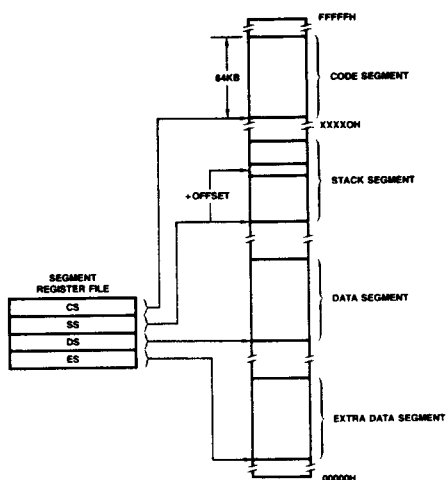 FFFFFH
64KB
CODE SEGMENT
XXXX0H
STACK SEGMENT
+OFFSET
SEGMENT
REGISTER FILE
CS
SS
DS
ES
DATA SEGMENT
EXTRA DATA SEGMENT
00000H